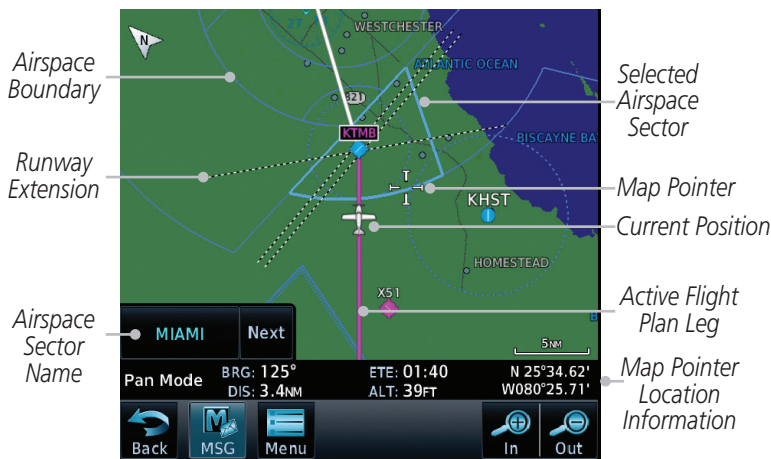 Airspace
Boundary
Runway
Extension
Airspace
Sector
Name
N
27
WESTCHESTER
ATLANTIC OCEAN
821
KTMB
BISCAYNE BA
KHST
HOMESTEAD
X51
B
5NM
MIAMI
Next
Pan Mode
BRG: 125°
DIS: 3.4NM
ETE: 01:40
ALT: 39FT
N 25°34.62'
W080°25.71'
Back
MSG
Menu
In
Out
Selected
Airspace
Sector
Map Pointer
Current Position
Active Flight
Plan Leg
Map Pointer
Location
Information